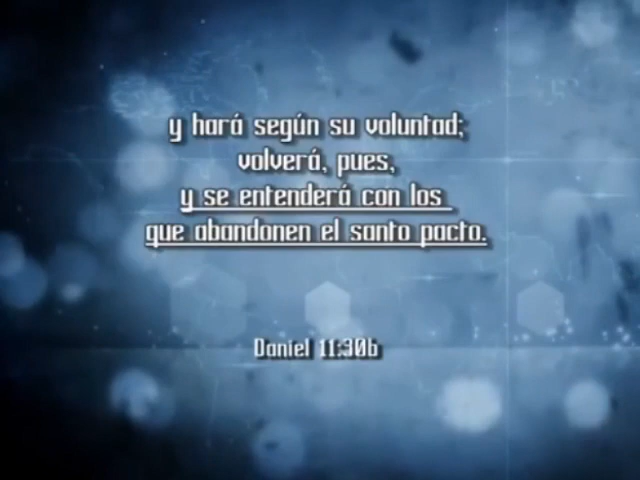 y hará según su voluntad;
volverá, pues,
y se entenderá con los
que abandonen el santo pacto.
Daniel 11:30b